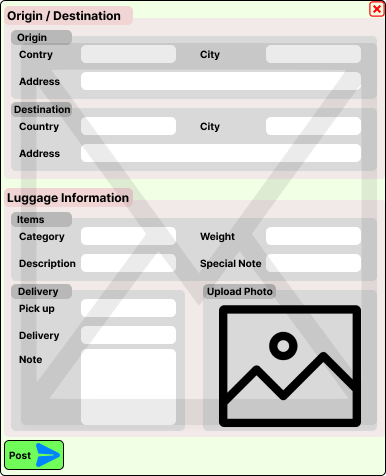 Origin / Destination
Origin
Contry City
Address
Destination
Country City
Address
Luggage Information
Items
Category Weight
Description Special Note
Delivery Upload Photo
Pick up
Delivery
Note
Post